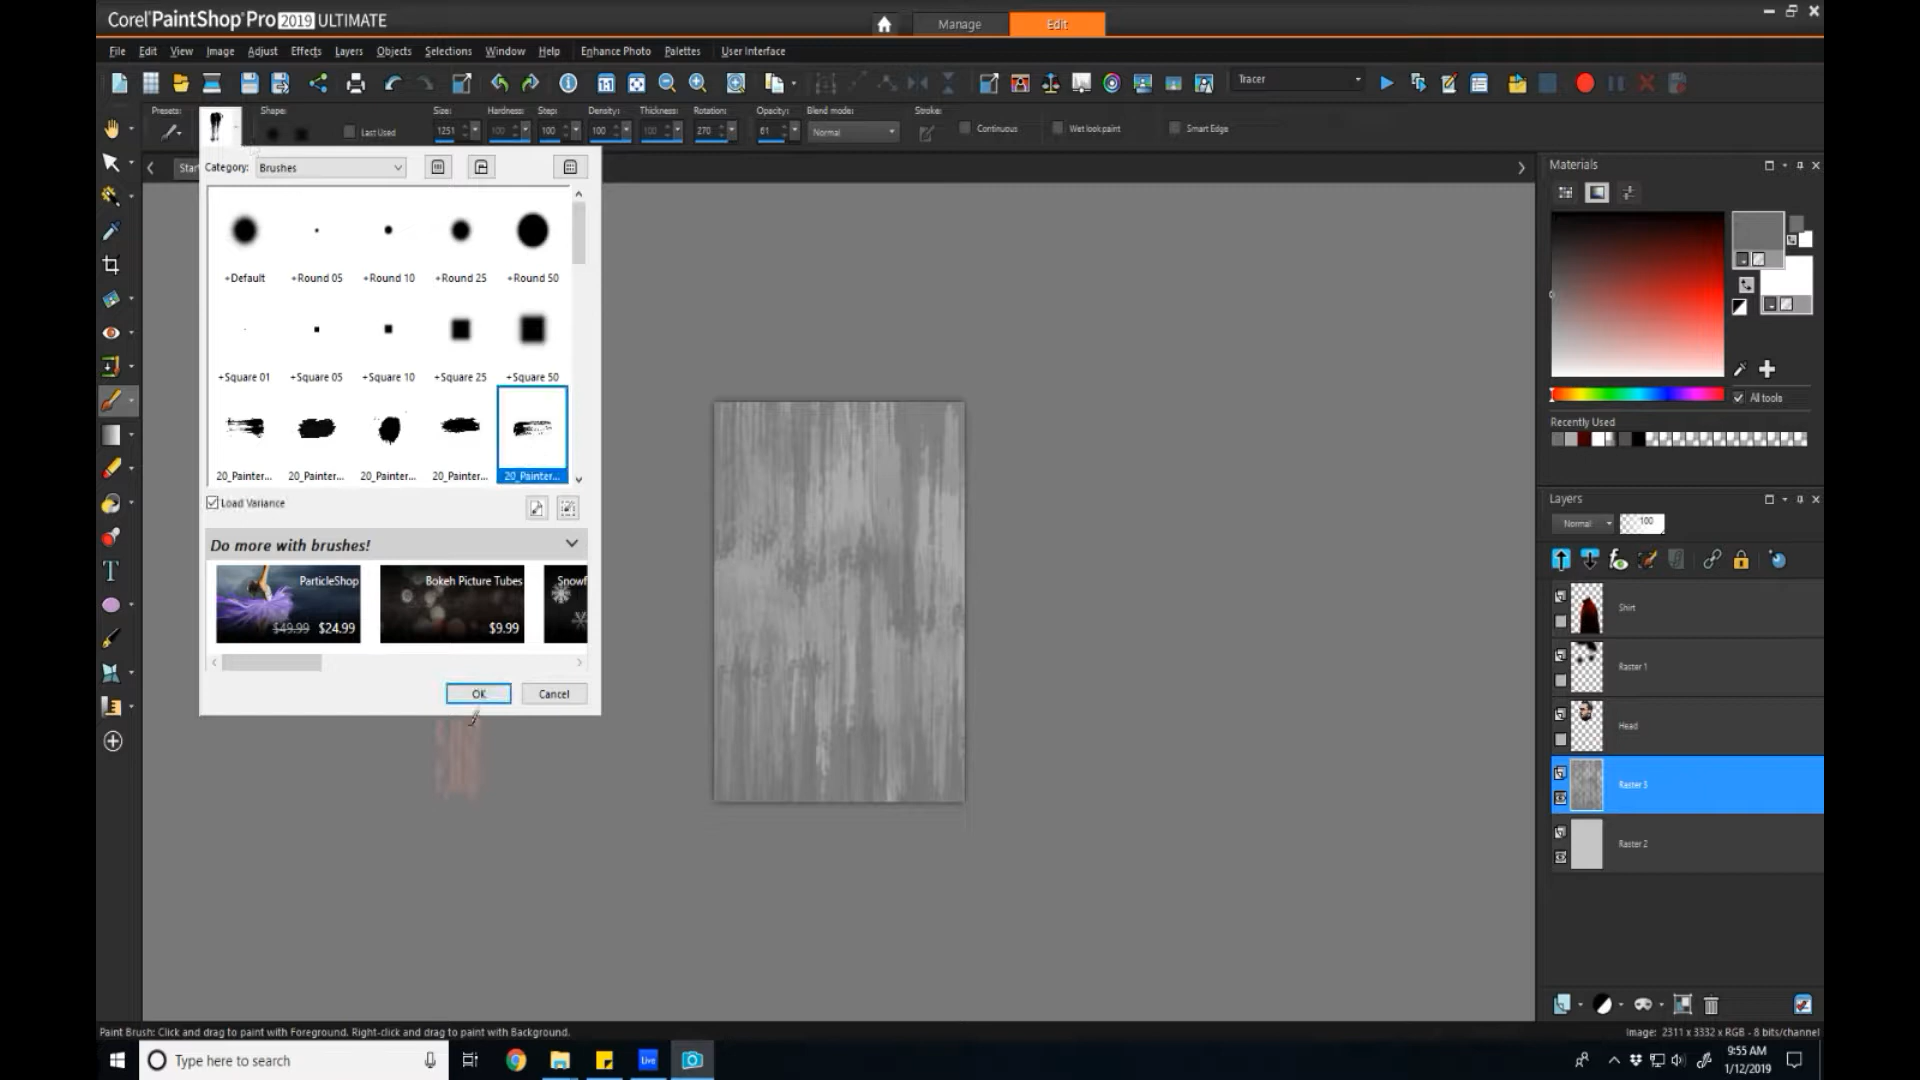 Corel PaintShop Pro 2019 ULTIMATE
Manage
Edit
File Edit View Image Adjust Effects Layers Objects Selections Window Help Enhance Photo Palettes User Interface
Tracer
Presets: Shape: Size: Hardness: Step: Density: Thickness: Rotation: Opacity: Blend mode: Stroke:
Last Used 1251 100 100 100 100 270 61 Normal Continuous Wet look paint Smart Edge
Star
Category: Brushes
+Default +Round 05 +Round 10 +Round 25 +Round 50
+Square 01 +Square 05 +Square 10 +Square 25 +Square 50
20_Painter... 20_Painter... 20_Painter... 20_Painter... 20_Painter...
Load Variance
Do more with brushes!
ParticleShop
$49.99 $24.99
Bokeh Picture Tubes
$9.99
Snowf
OK Cancel
Materials
All tools
Recently Used
Layers
Normal 100
Shirt
Raster 1
Head
Raster 3
Raster 2
Paint Brush: Click and drag to paint with Foreground. Right-click and drag to paint with Background.
Image: 2311 x 3332 x RGB - 8 bits/channel
Type here to search
Live
9:55 AM
1/12/2019